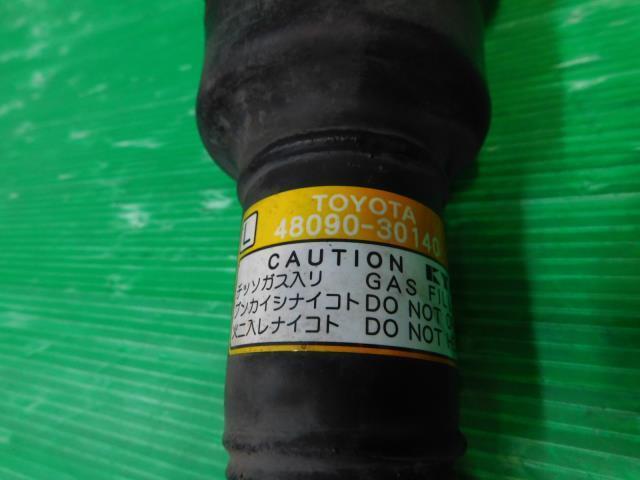 TOYOTA
L 48090-30140
CAUTION
チッソガス入リ GAS
ブンカイシナイコト DO NOT
火ニ入レナイコト DO NOT